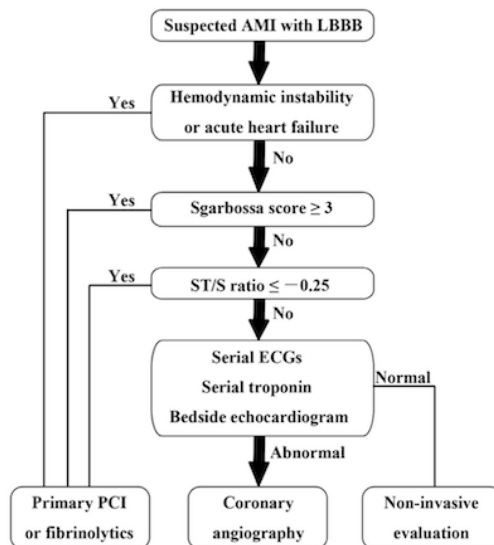 Suspected AMI with LBBB
Yes
Hemodynamic instability
or acute heart failure
No
Yes
Sgarbossa score ≥ 3
No
Yes
ST/S ratio ≤ −0.25
No
Serial ECGs
Serial troponin
Bedside echocardiogram
Normal
Abnormal
Primary PCI
or fibrinolytics
Coronary
angiography
Non-invasive
evaluation